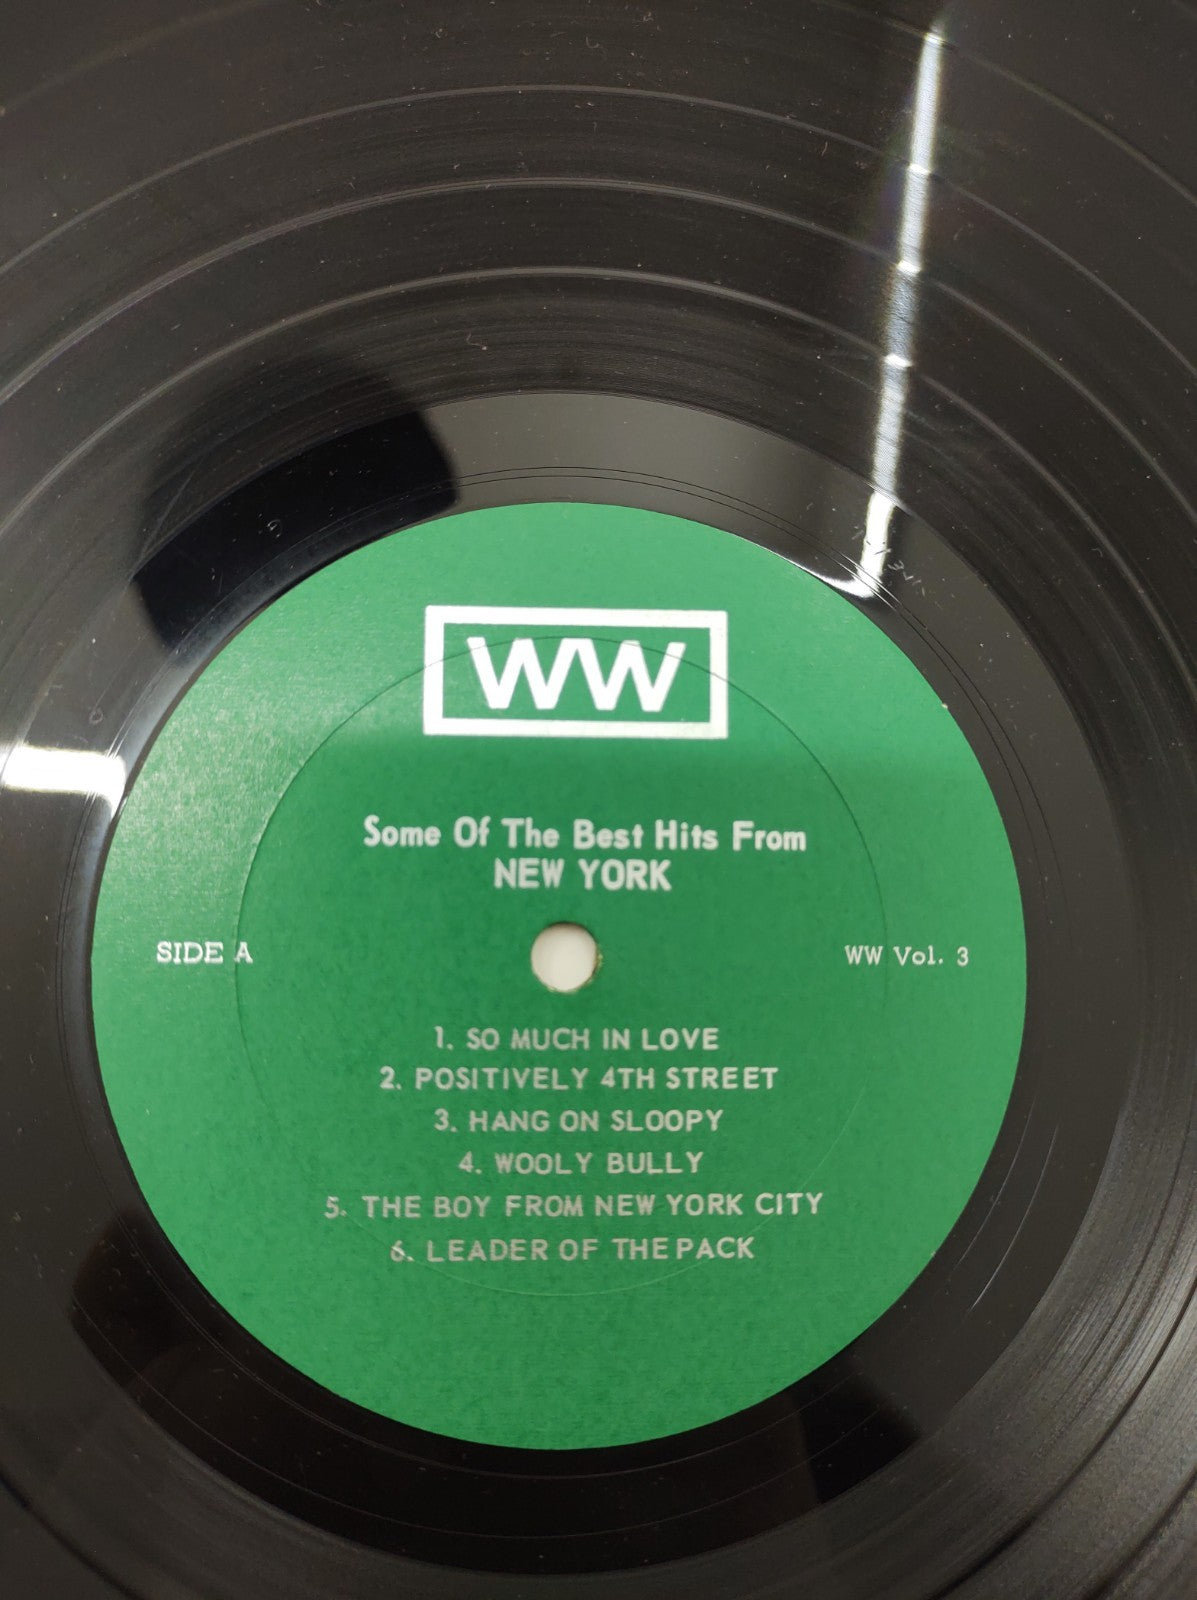 WW
Some Of The Best Hits From
NEW YORK
SIDE A
WW Vol. 3
1. SO MUCH IN LOVE
2. POSITIVELY 4TH STREET
3. HANG ON SLOOPY
4. WOOLY BULLY
5. THE BOY FROM NEW YORK CITY
6. LEADER OF THE PACK